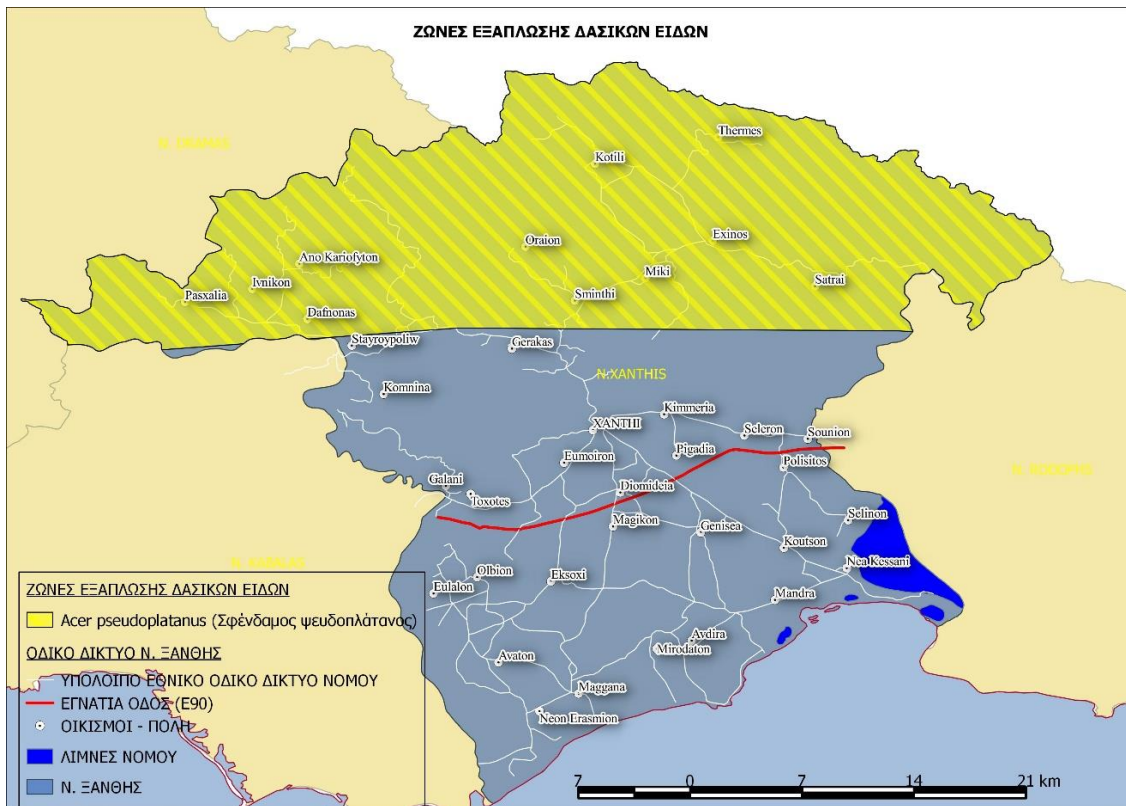 ΖΩΝΕΣ ΕΞΑΠΛΩΣΗΣ ΔΑΣΙΚΩΝ ΕΙΔΩΝ
N. DRAMAS
Thermes
Kotili
Exinos
Oraion
Ano Kariofyton
Miki
Satrai
Ivnikon
Pasxalia
Sminthi
Dafnonas
Stayroypoliw
Gerakas
N.XANTHIS
Komnina
Kimmeria
XANTHI
Seleron
Sounion
Pigadia
Eumoiron
Polisitos
N. RODOPIS
Galani
Toxotes
Diomideia
Selinon
Magikon
Genisea
Koutson
N. KABALAS
Nea Kessani
Olbion
Eksoxi
Eulalon
Mandra
Avdira
Mirodaton
Avaton
Maggana
Neon Erasmion
ΖΩΝΕΣ ΕΞΑΠΛΩΣΗΣ ΔΑΣΙΚΩΝ ΕΙΔΩΝ
Acer pseudoplatanus (Σφένδαμος ψευδοπλάτανος)
ΟΔΙΚΟ ΔΙΚΤΥΟ Ν. ΞΑΝΘΗΣ
ΥΠΟΛΟΙΠΟ ΕΘΝΙΚΟ ΟΔΙΚΟ ΔΙΚΤΥΟ ΝΟΜΟΥ
ΕΓΝΑΤΙΑ ΟΔΟΣ (Ε90)
ΟΙΚΙΣΜΟΙ - ΠΟΛΗ
ΛΙΜΝΕΣ ΝΟΜΟΥ
Ν. ΞΑΝΘΗΣ
7 0 7 14 21 km